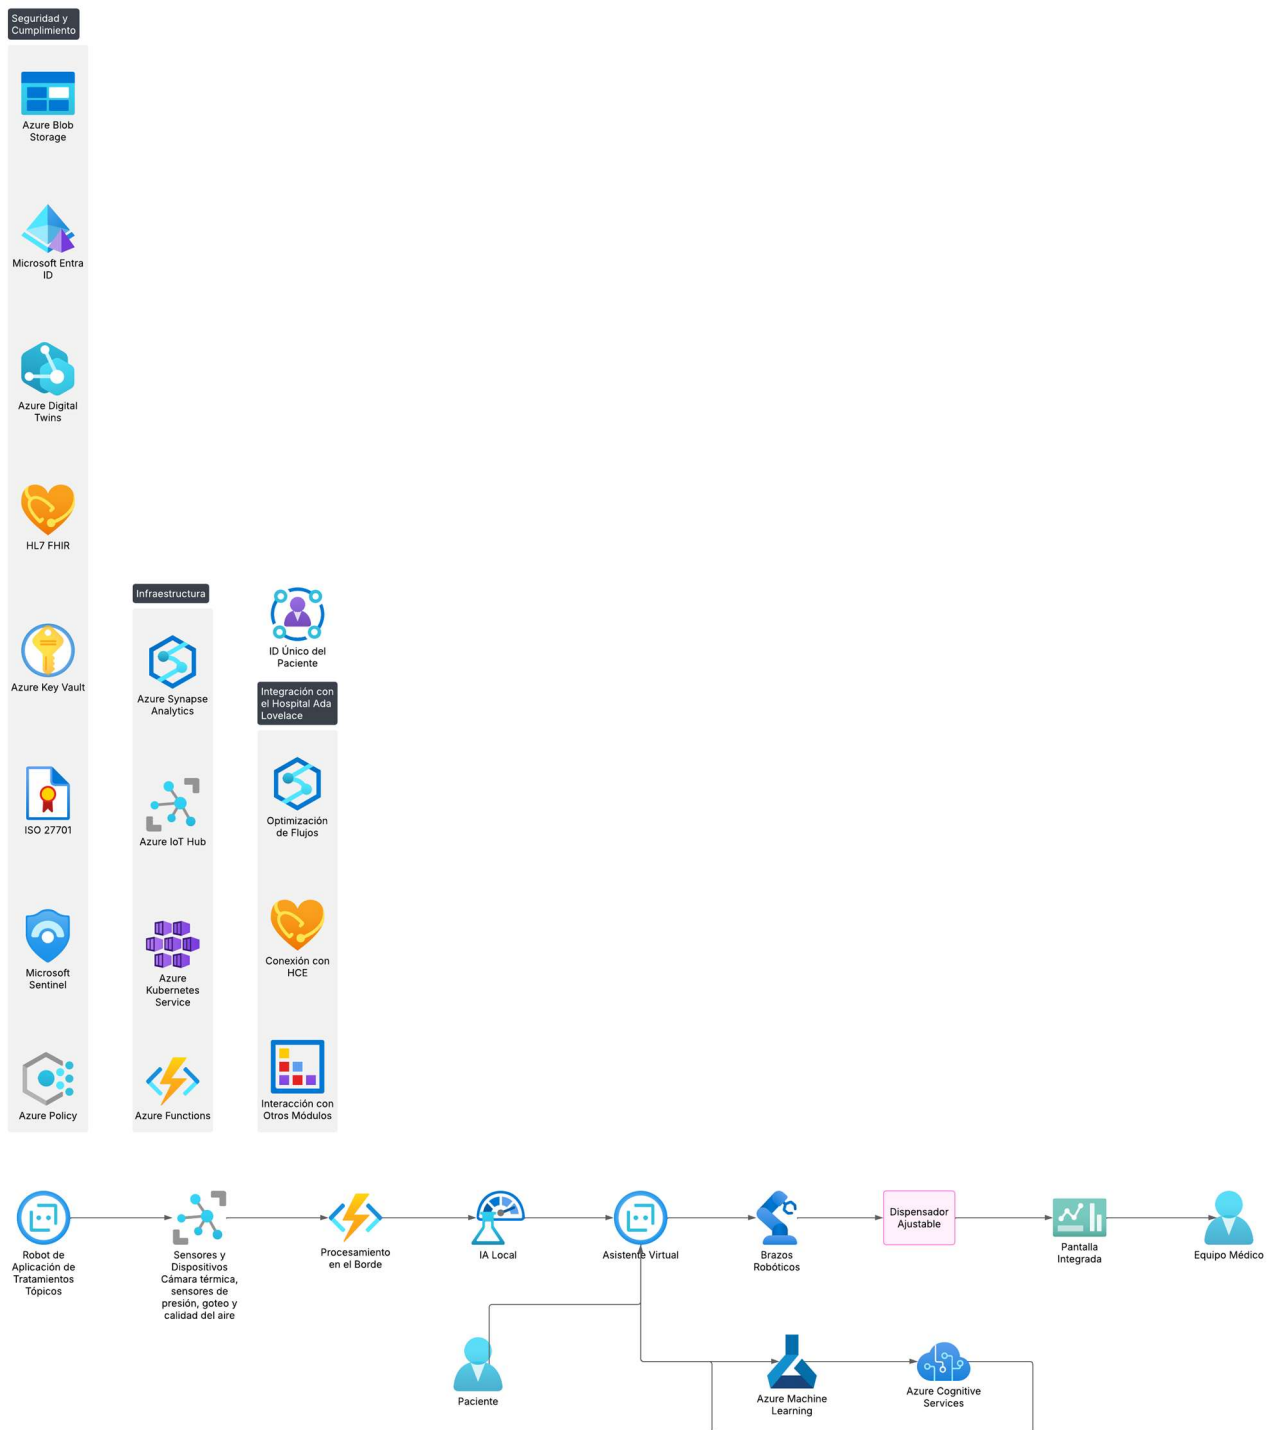 Seguridad y
Cumplimiento
Azure Blob
Storage
Microsoft Entra
ID
Azure Digital
Twins
HL7 FHIR
Azure Key Vault
ISO 27701
Microsoft
Sentinel
Azure Policy
Infraestructura
Azure Synapse
Analytics
Azure IoT Hub
Azure
Kubernetes
Service
Azure Functions
ID Único del
Paciente
Integración con
el Hospital Ada
Lovelace
Optimización
de Flujos
Conexión con
HCE
Interacción con
Otros Módulos
Robot de
Aplicación de
Tratamientos
Tópicos
Sensores y
Dispositivos
Cámara térmica,
sensores de
presión, goteo y
calidad del aire
Procesamiento
en el Borde
IA Local
Asistente Virtual
Brazos
Robóticos
Dispensador
Ajustable
Pantalla
Integrada
Equipo Médico
Paciente
Azure Machine
Learning
Azure Cognitive
Services